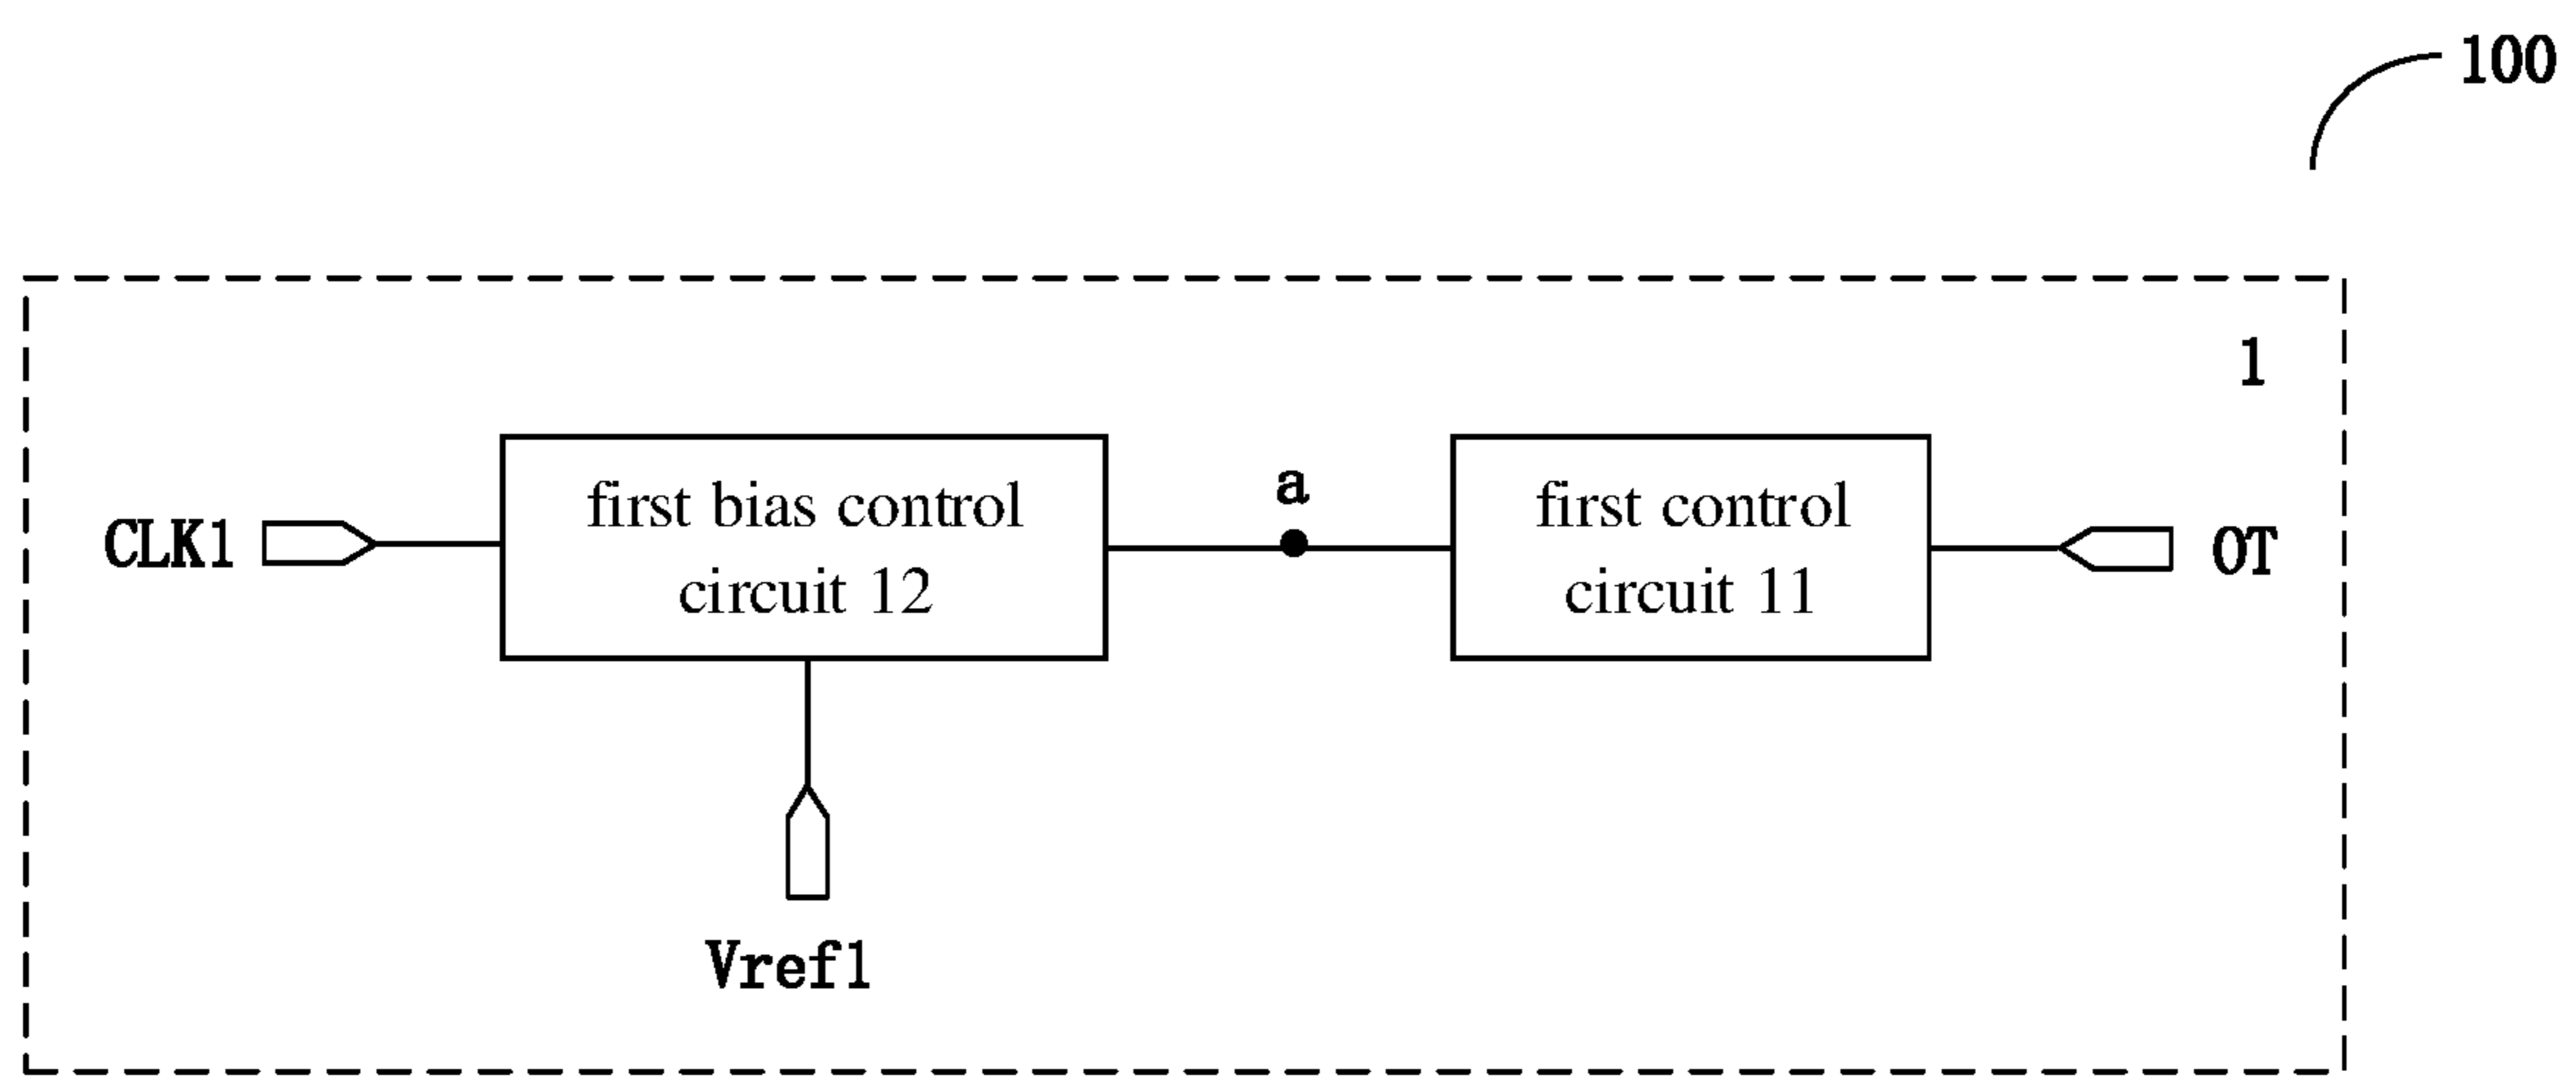 100
1
a
first bias control
circuit 12
first control
circuit 11
CLK1
OT
Vref1